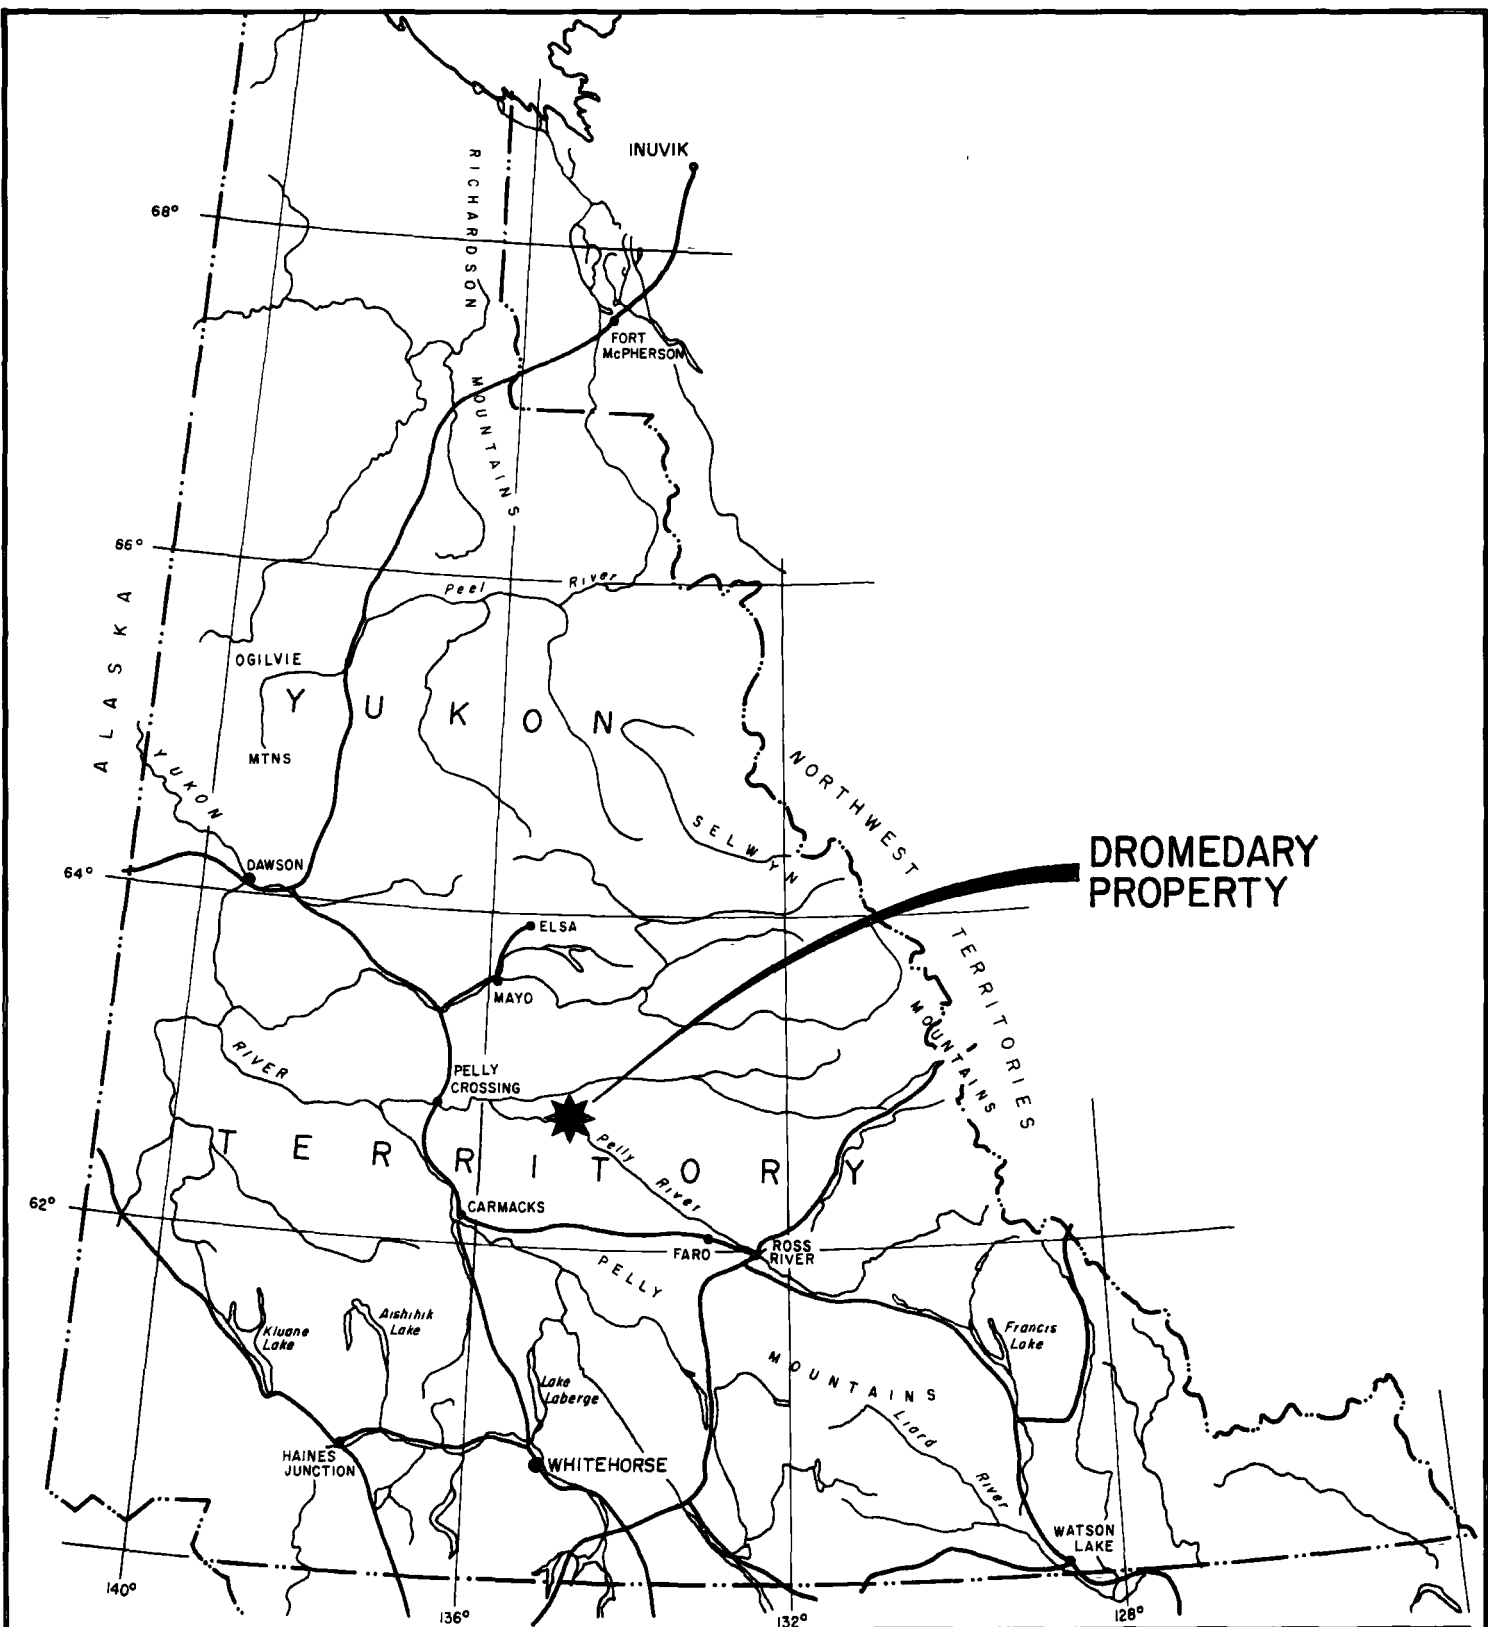 INUVIK
RICHARDSON
68°
FORT
McPHERSON
MOUNTAINS
66°
Peel River
ALASKA
OGILVIE
YUKON
MTNS
YUKON
NORTHWEST
SELWYN
DROMEDARY
PROPERTY
DAWSON
64°
ELSA
TERRITORIES
MAYO
MOUNTAINS
RIVER
PELLY
CROSSING
TERRITORY
Pelly
River
62°
CARMACKS
FARO
ROSS
RIVER
PELLY
Aishihik
Lake
Kluane
Lake
Francis
Lake
MOUNTAINS
Lake
Laberge
Liard
River
HAINES
JUNCTION
WHITEHORSE
WATSON
LAKE
140°
136°
132°
128°